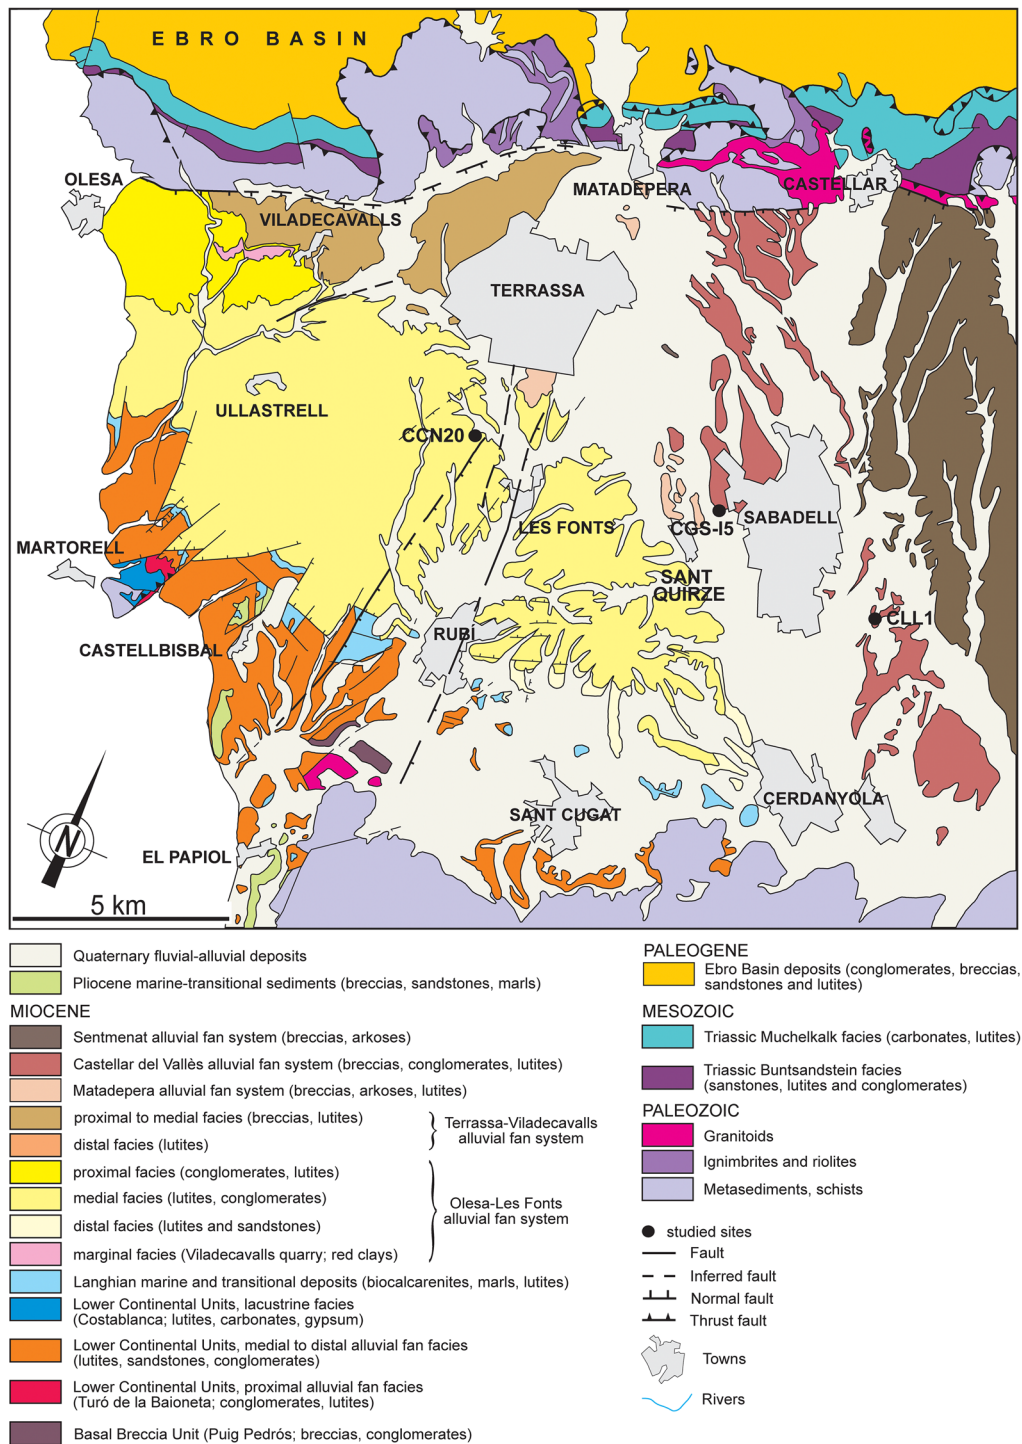 EBRO BASIN
OLESA
VILADECAVALLS
MATADEPERA
CASTELLAR
TERRASSA
ULLASTRELL
CCN20
LES FONTS
CGS-I5
SABADELL
MARTORELL
SANT
QUIRZE
CLL1
CASTELLBISBAL
RUBÍ
SANT CUGAT
CERDANYOLA
N
EL PAPIOL
5 km
Quaternary fluvial-alluvial deposits
Pliocene marine-transitional sediments (breccias, sandstones, marls)
MIOCENE
Sentmenat alluvial fan system (breccias, arkoses)
Castellar del Vallès alluvial fan system (breccias, conglomerates, lutites)
Matadepera alluvial fan system (breccias, arkoses, lutites)
proximal to medial facies (breccias, lutites)
distal facies (lutites)
Terrassa-Viladecavalls
alluvial fan system
proximal facies (conglomerates, lutites)
medial facies (lutites, conglomerates)
distal facies (lutites and sandstones)
marginal facies (Viladecavalls quarry; red clays)
Olesa-Les Fonts
alluvial fan system
Langhian marine and transitional deposits (biocalcarenites, marls, lutites)
Lower Continental Units, lacustrine facies
(Costablanca; lutites, carbonates, gypsum)
Lower Continental Units, medial to distal alluvial fan facies
(lutites, sandstones, conglomerates)
Lower Continental Units, proximal alluvial fan facies
(Turó de la Baioneta; conglomerates, lutites)
Basal Breccia Unit (Puig Pedrós; breccias, conglomerates)
PALEOGENE
Ebro Basin deposits (conglomerates, breccias,
sandstones and lutites)
MESOZOIC
Triassic Muchelkalk facies (carbonates, lutites)
Triassic Buntsandstein facies
(sanstones, lutites and conglomerates)
PALEOZOIC
Granitoids
Ignimbrites and riolites
Metasediments, schists
studied sites
Fault
Inferred fault
Normal fault
Thrust fault
Towns
Rivers